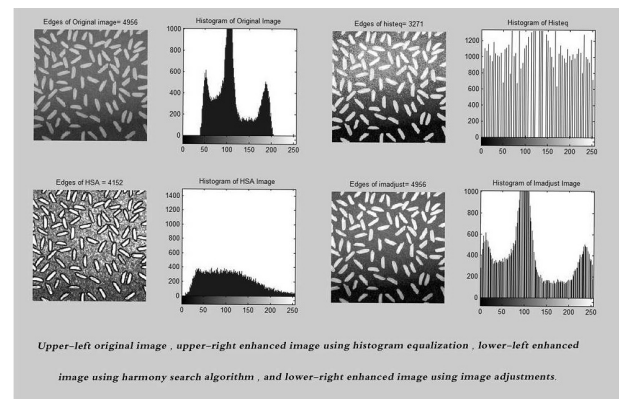 Edges of Original image= 4956
Histogram of Original Image
1000
800
600
400
200
0
0 50 100 150 200 250
Edges of histeq= 3271
Histogram of Histeq
1200
1000
800
600
400
200
0
0 50 100 150 200 250
Edges of HSA = 4152
Histogram of HSA Image
1400
1200
1000
800
600
400
200
0
0 50 100 150 200 250
Edges of imadjust= 4956
Histogram of Imadjust Image
1000
800
600
400
200
0
0 50 100 150 200 250
Upper-left original image , upper-right enhanced image using histogram equalization , lower-left enhanced
image using harmony search algorithm , and lower-right enhanced image using image adjustments.